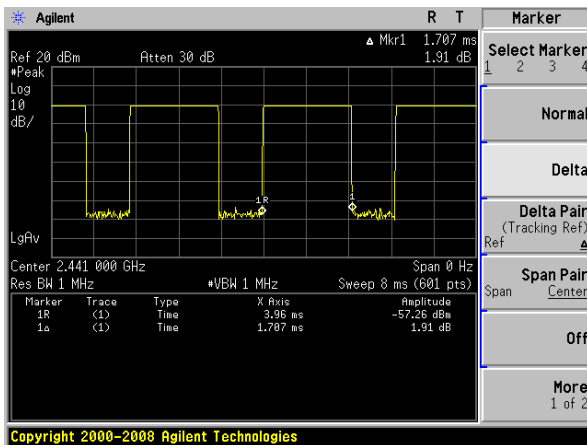 Agilent R T
Marker
▵ Mkr1 1.707 ms
Ref 20 dBm Atten 30 dB 1.91 dB
#Peak
Log
10
dB/
1R
1
LgAv
Center 2.441 000 GHz Span 0 Hz
Res BW 1 MHz #VBW 1 MHz Sweep 8 ms (601 pts)
Marker Trace Type X Axis Amplitude
1R (1) Time 3.96 ms -57.26 dBm
1▵ (1) Time 1.707 ms 1.91 dB
Select Marker
1 2 3 4
Normal
Delta
Delta Pair
(Tracking Ref)
Ref ▵
Span Pair
Span Center
Off
More
1 of 2
Copyright 2000-2008 Agilent Technologies